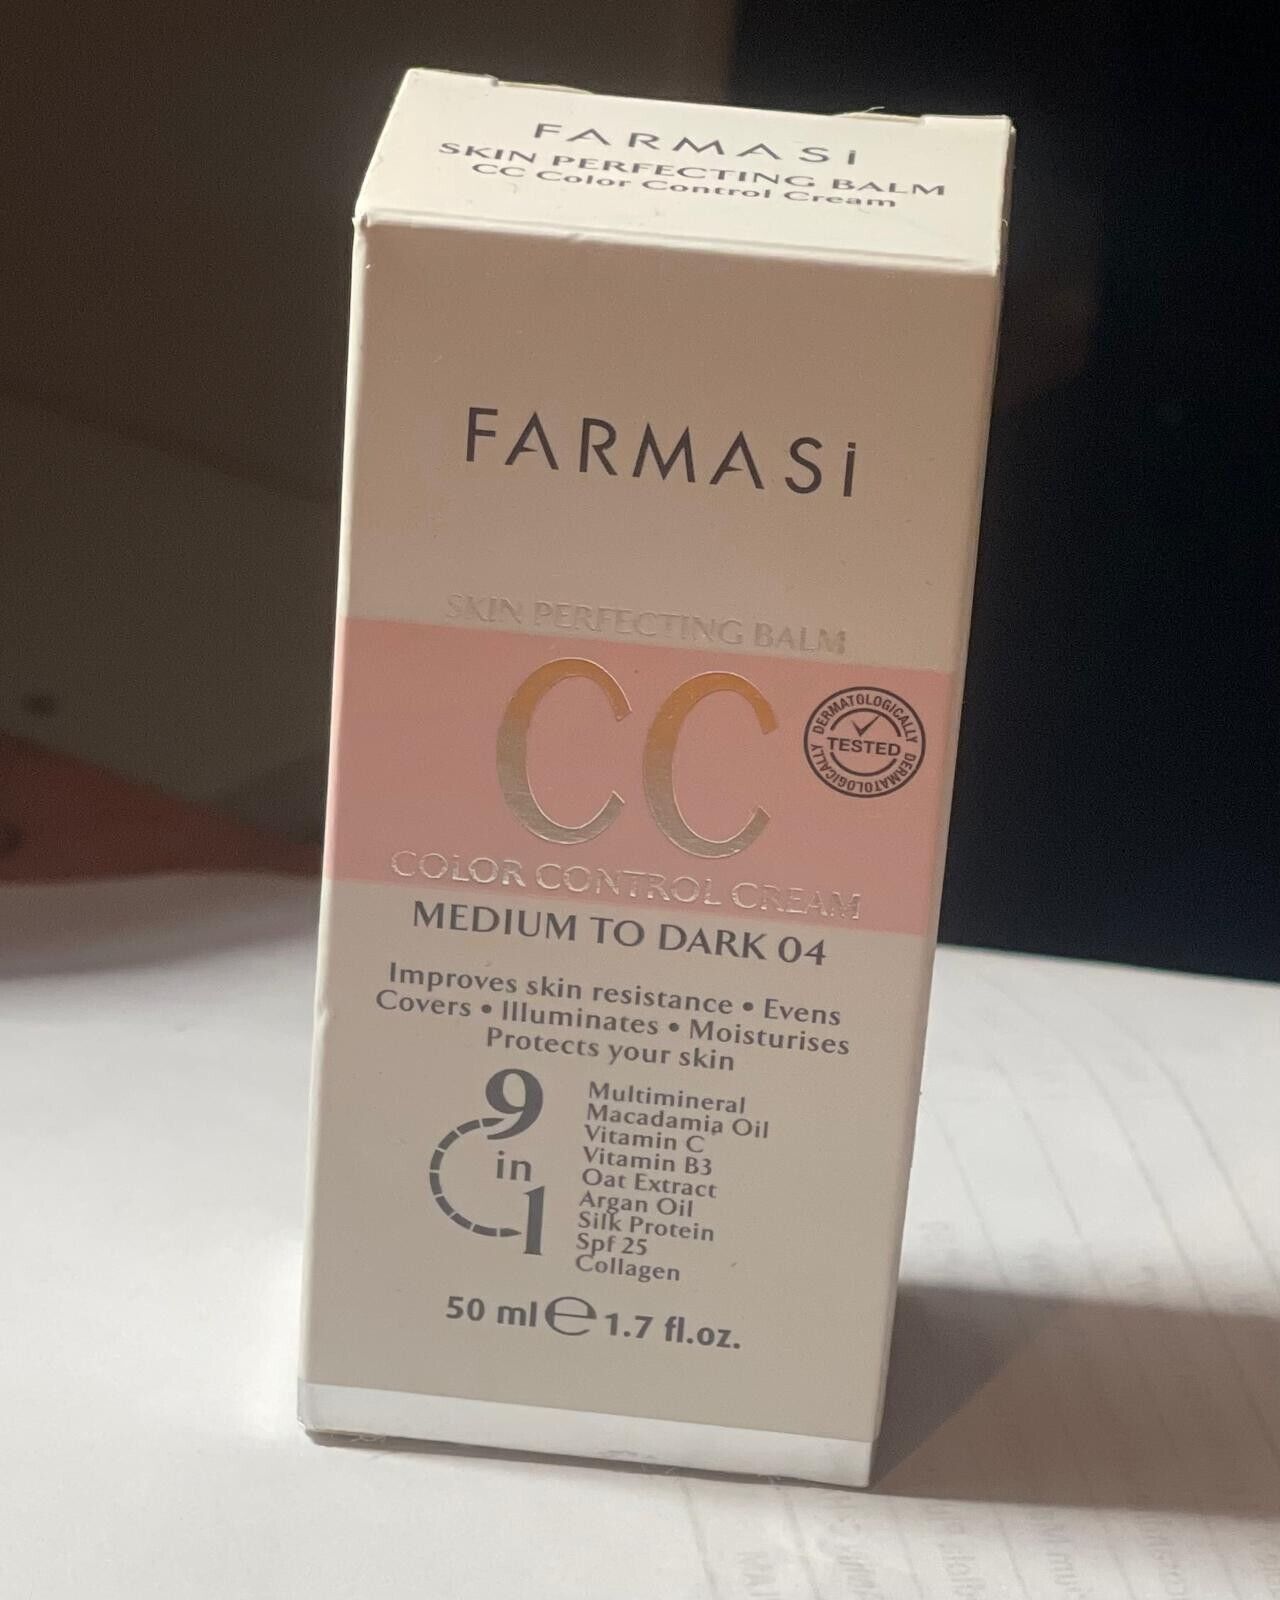 FARMASi
SKIN PERFECTING BALM
CC Color Control Cream
FARMASi
SKIN PERFECTING BALM
CC
DERMATOLOGICALLY
TESTED
DERMATOLOGICALLY
COLOR CONTROL CREAM
MEDIUM TO DARK 04
Improves skin resistance • Evens
Covers • Illuminates • Moisturises
Protects your skin
9
in
1
Multimineral
Macadamia Oil
Vitamin C
Vitamin B3
Oat Extract
Argan Oil
Silk Protein
Spf 25
Collagen
50 ml e 1.7 fl.oz.